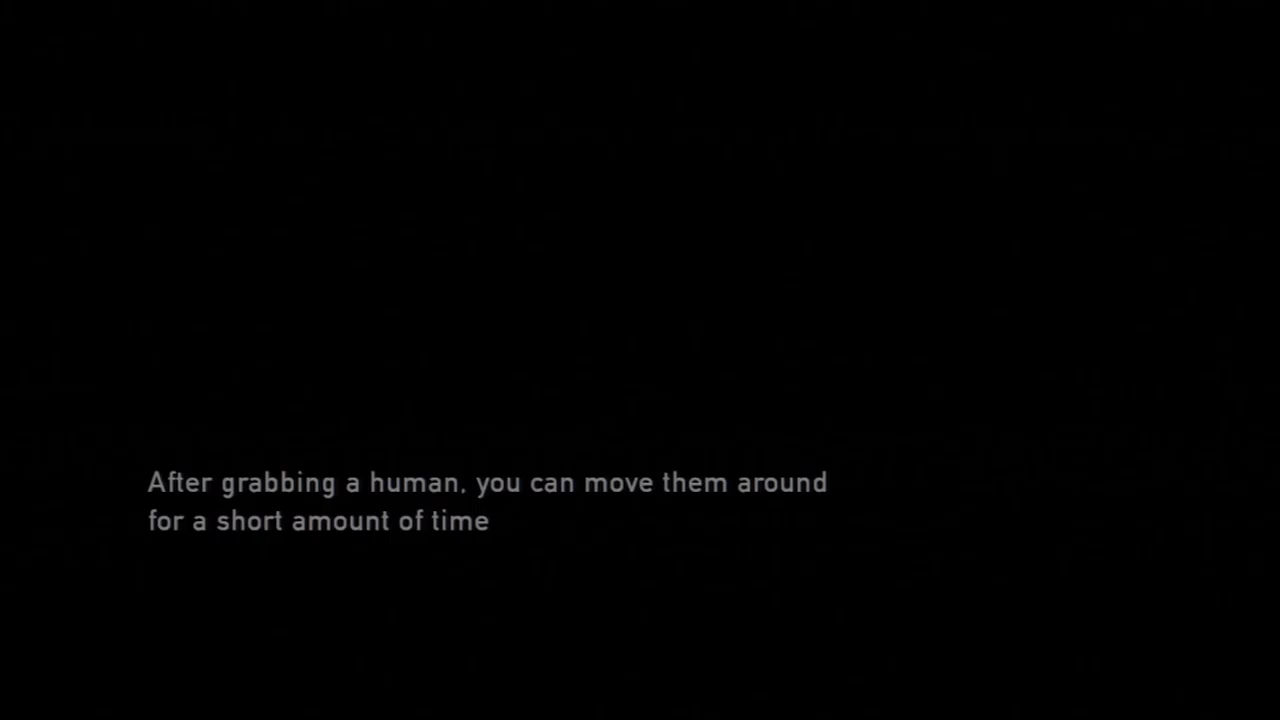 After grabbing a human, you can move them around
for a short amount of time